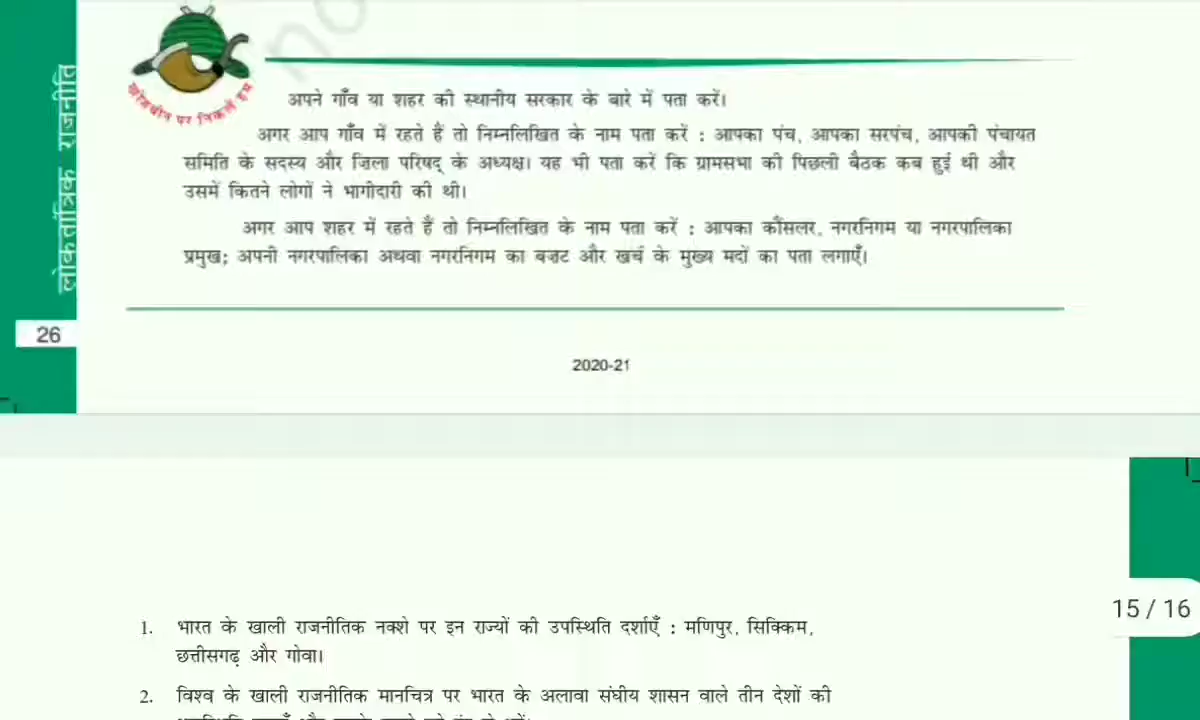 खरगोशीन पर निकलें हम
लोकतांत्रिक राजनीति
अपने गाँव या शहर की स्थानीय सरकार के बारे में पता करें।
अगर आप गाँव में रहते हैं तो निम्नलिखित के नाम पता करें : आपका पंच, आपका सरपंच, आपकी पंचायत
समिति के सदस्य और ज़िला परिषद् के अध्यक्ष। यह भी पता करें कि ग्रामसभा की पिछली बैठक कब हुई थी और
उसमें कितने लोगों ने भागीदारी की थी।
अगर आप शहर में रहते हैं तो निम्नलिखित के नाम पता करें : आपका कौंसलर, नगरनिगम या नगरपालिका
प्रमुख; अपनी नगरपालिका अथवा नगरनिगम का बजट और खर्च के मुख्य मदों का पता लगाएँ।
26
2020-21
15 / 16
1. भारत के खाली राजनीतिक नक्शे पर इन राज्यों की उपस्थिति दर्शाएँ : मणिपुर, सिक्किम,
छत्तीसगढ़ और गोवा।
2. विश्व के खाली राजनीतिक मानचित्र पर भारत के अलावा संघीय शासन वाले तीन देशों की